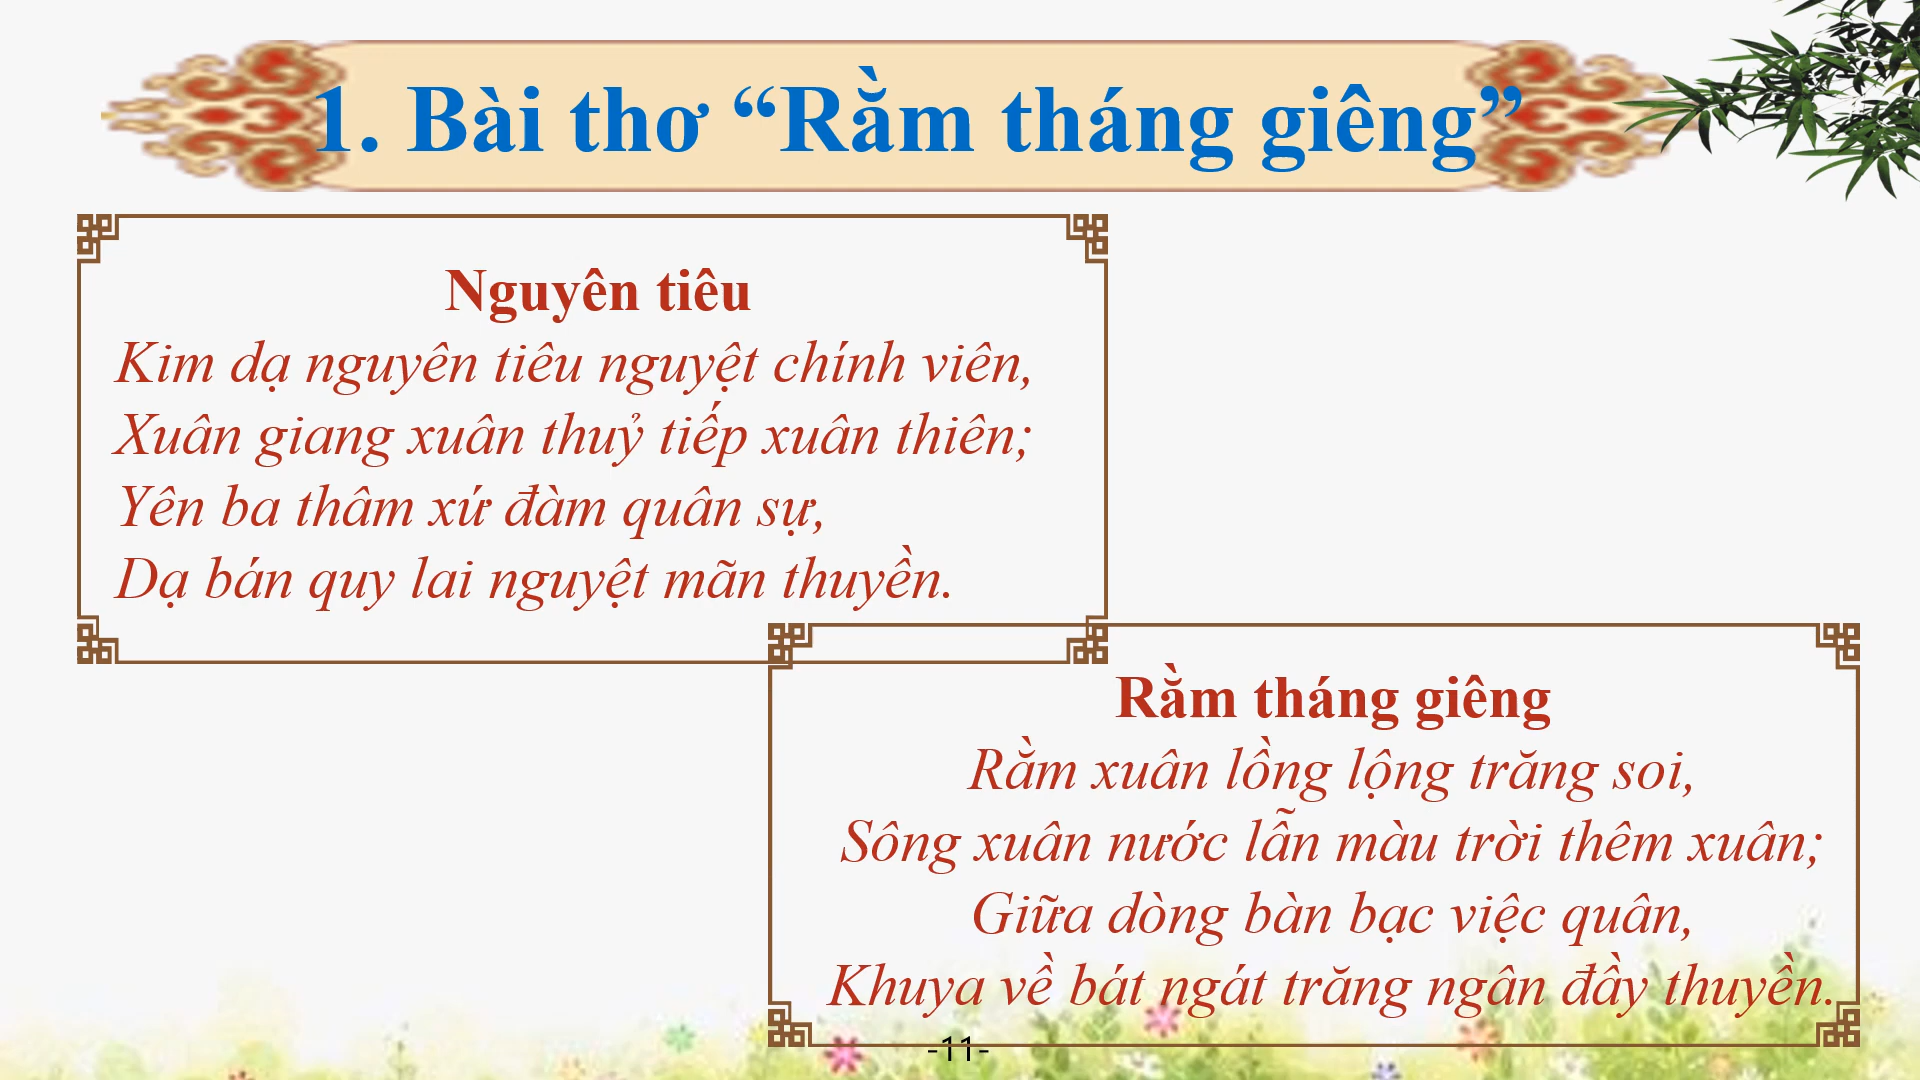 1. Bài thơ “Rằm tháng giêng”
Nguyên tiêu
Kim dạ nguyên tiêu nguyệt chính viên,
Xuân giang xuân thuỷ tiếp xuân thiên;
Yên ba thâm xứ đàm quân sự,
Dạ bán quy lai nguyệt mãn thuyền.
Rằm tháng giêng
Rằm xuân lồng lộng trăng soi,
Sông xuân nước lẫn màu trời thêm xuân;
Giữa dòng bàn bạc việc quân,
Khuya về bát ngát trăng ngân đầy thuyền.
-11-